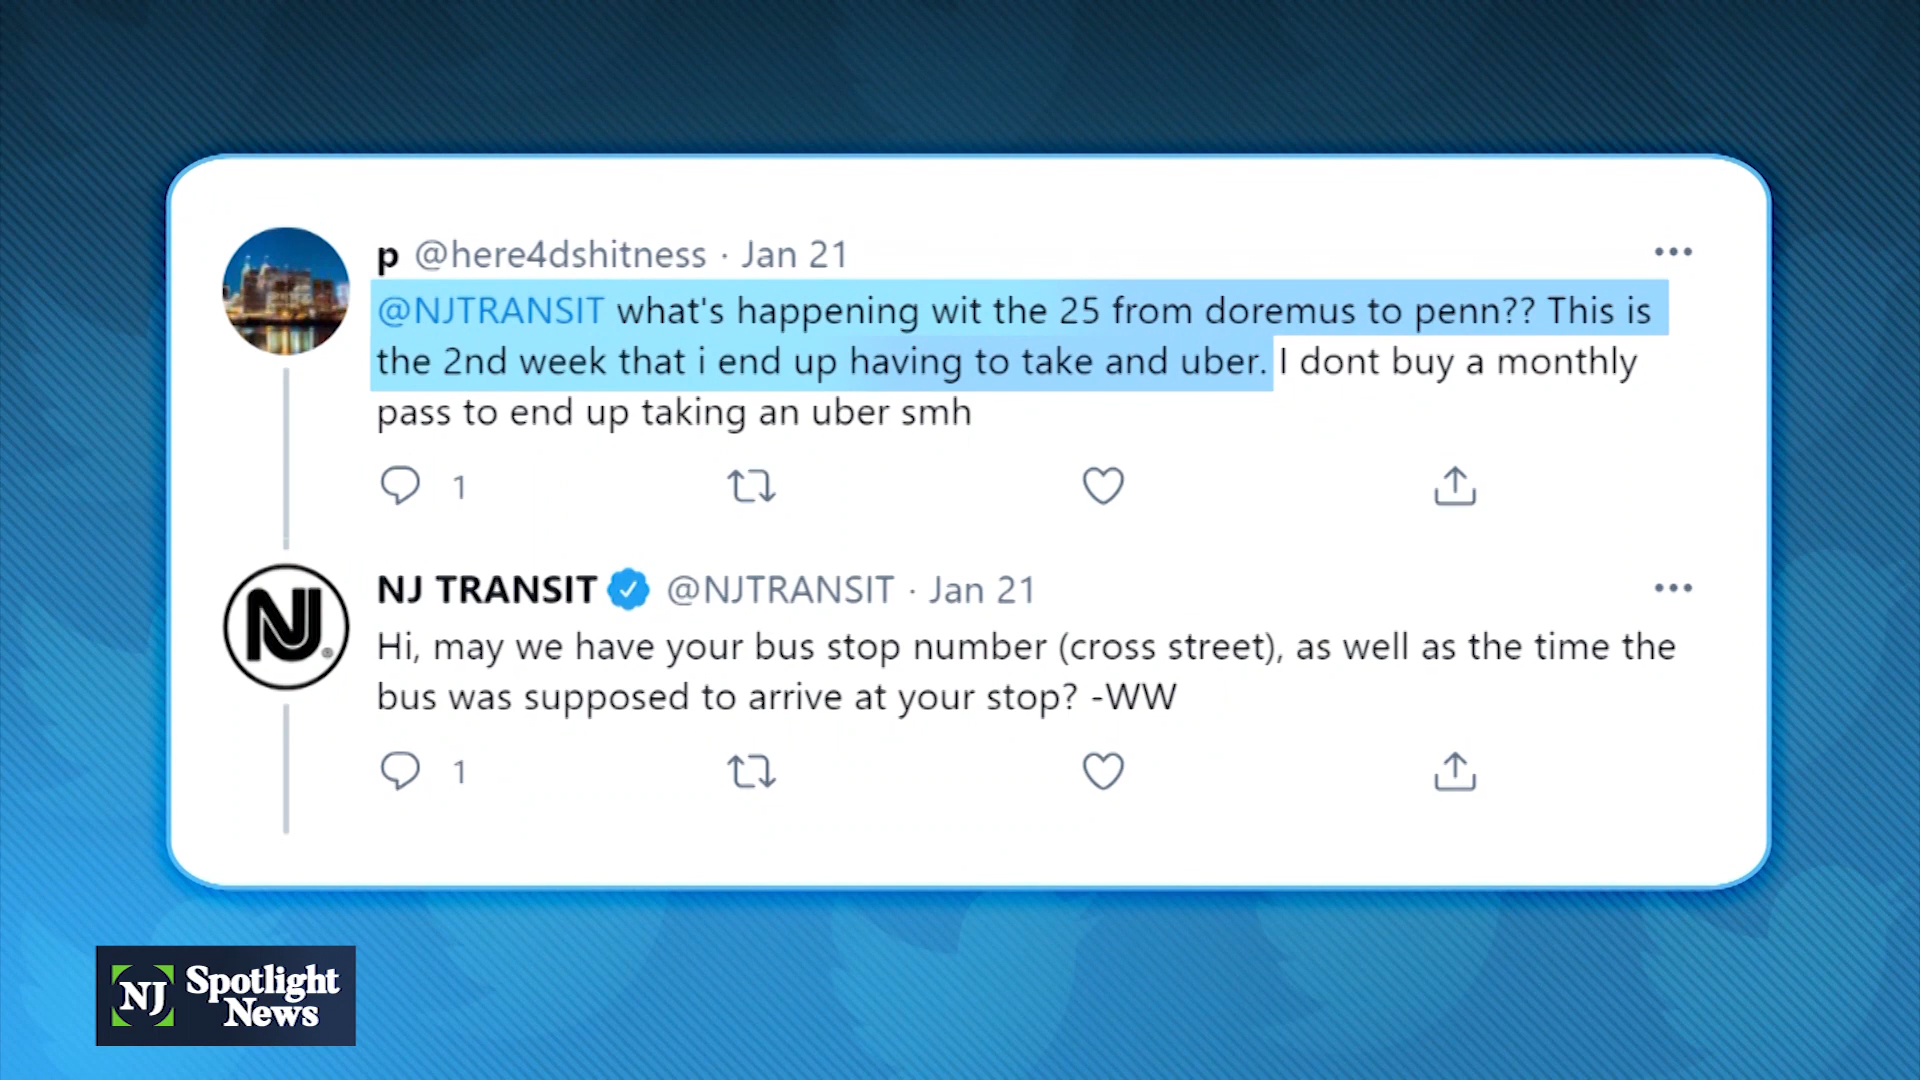 p @here4dshitness · Jan 21
@NJTRANSIT what's happening wit the 25 from doremus to penn?? This is
the 2nd week that i end up having to take and uber. I dont buy a monthly
pass to end up taking an uber smh
1
NJ
NJ TRANSIT @NJTRANSIT · Jan 21
Hi, may we have your bus stop number (cross street), as well as the time the
bus was supposed to arrive at your stop? -WW
1
NJ Spotlight
News